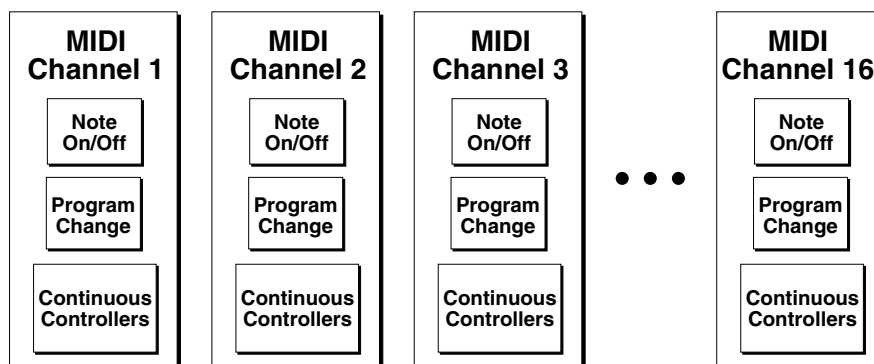 MIDI
Channel 1
Note
On/Off
Program
Change
Continuous
Controllers
MIDI
Channel 2
Note
On/Off
Program
Change
Continuous
Controllers
MIDI
Channel 3
Note
On/Off
Program
Change
Continuous
Controllers
• • •
MIDI
Channel 16
Note
On/Off
Program
Change
Continuous
Controllers